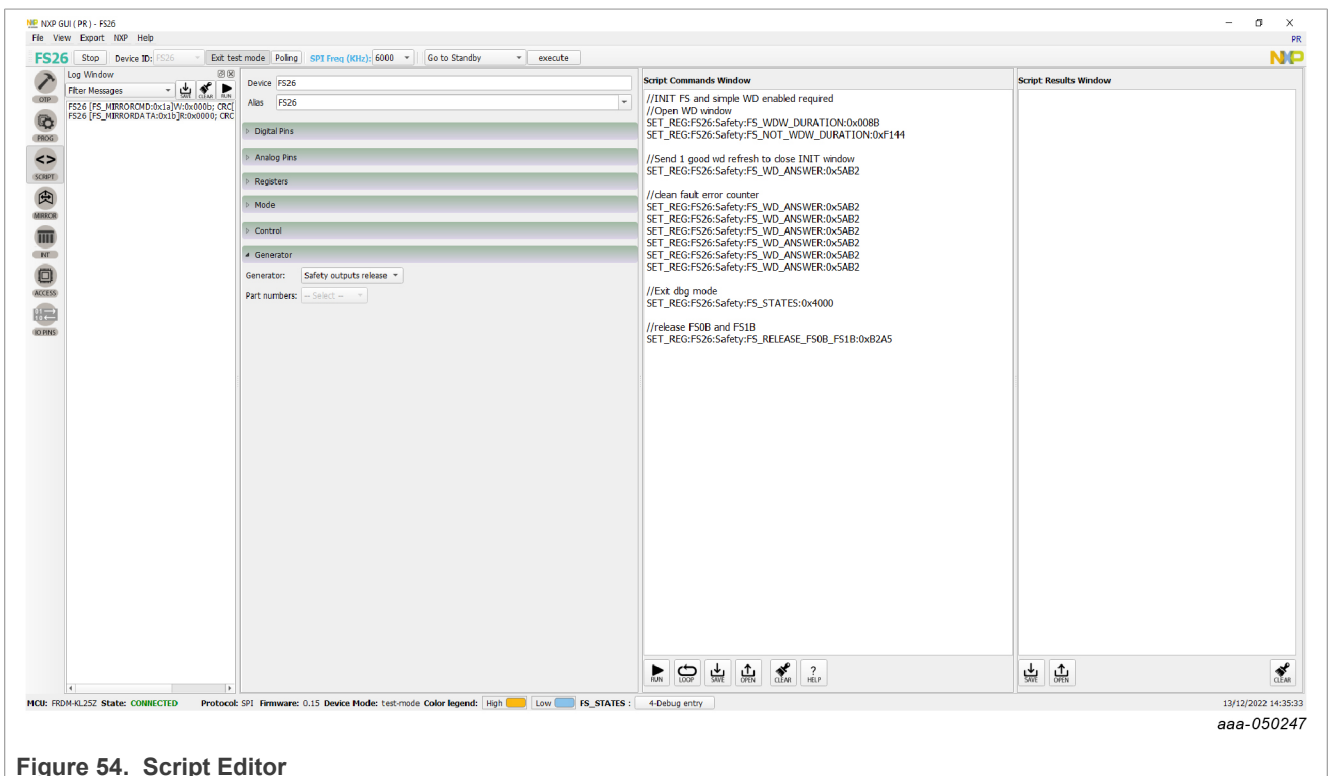 NXP GUI ( PR ) - FS26
File View Export NXP Help
PR
FS26 Stop Device ID: FS26 Exit test mode Polling SPI Freq (KHz): 6000 Go to Standby execute
NXP
Log Window
Filter Messages
SAVE CLEAR RUN
FS26 [FS_MIRRORCMD:0x1a]W:0x000b; CRC[
FS26 [FS_MIRRORDATA:0x1b]R:0x0000; CRC
OTP
PROG
SCRIPT
MIRROR
INT
ACCESS
IO PINS
Device FS26
Alias FS26
Digital Pins
Analog Pins
Registers
Mode
Control
Generator
Generator: Safety outputs release
Part numbers: -- Select --
Script Commands Window
//INIT FS and simple WD enabled required
//Open WD window
SET_REG:FS26:Safety:FS_WDW_DURATION:0x008B
SET_REG:FS26:Safety:FS_NOT_WDW_DURATION:0xF144
//Send 1 good wd refresh to close INIT window
SET_REG:FS26:Safety:FS_WD_ANSWER:0x5AB2
//clean fault error counter
SET_REG:FS26:Safety:FS_WD_ANSWER:0x5AB2
SET_REG:FS26:Safety:FS_WD_ANSWER:0x5AB2
SET_REG:FS26:Safety:FS_WD_ANSWER:0x5AB2
SET_REG:FS26:Safety:FS_WD_ANSWER:0x5AB2
SET_REG:FS26:Safety:FS_WD_ANSWER:0x5AB2
SET_REG:FS26:Safety:FS_WD_ANSWER:0x5AB2
//Exit dbg mode
SET_REG:FS26:Safety:FS_STATES:0x4000
//release FS0B and FS1B
SET_REG:FS26:Safety:FS_RELEASE_FS0B_FS1B:0xB2A5
RUN LOOP SAVE OPEN CLEAR ? HELP
Script Results Window
SAVE OPEN CLEAR
MCU: FRDM-KL25Z State: CONNECTED Protocol: SPI Firmware: 0.15 Device Mode: test-mode Color legend: High Low FS_STATES : 4-Debug entry 13/12/2022 14:35:33
aaa-050247
Figure 54. Script Editor